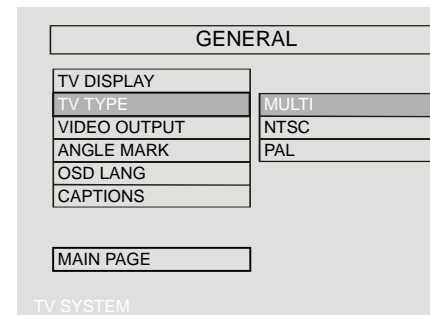 GENERAL
TV DISPLAY
TV TYPE
MULTI
VIDEO OUTPUT
NTSC
ANGLE MARK
PAL
OSD LANG
CAPTIONS
MAIN PAGE
TV SYSTEM